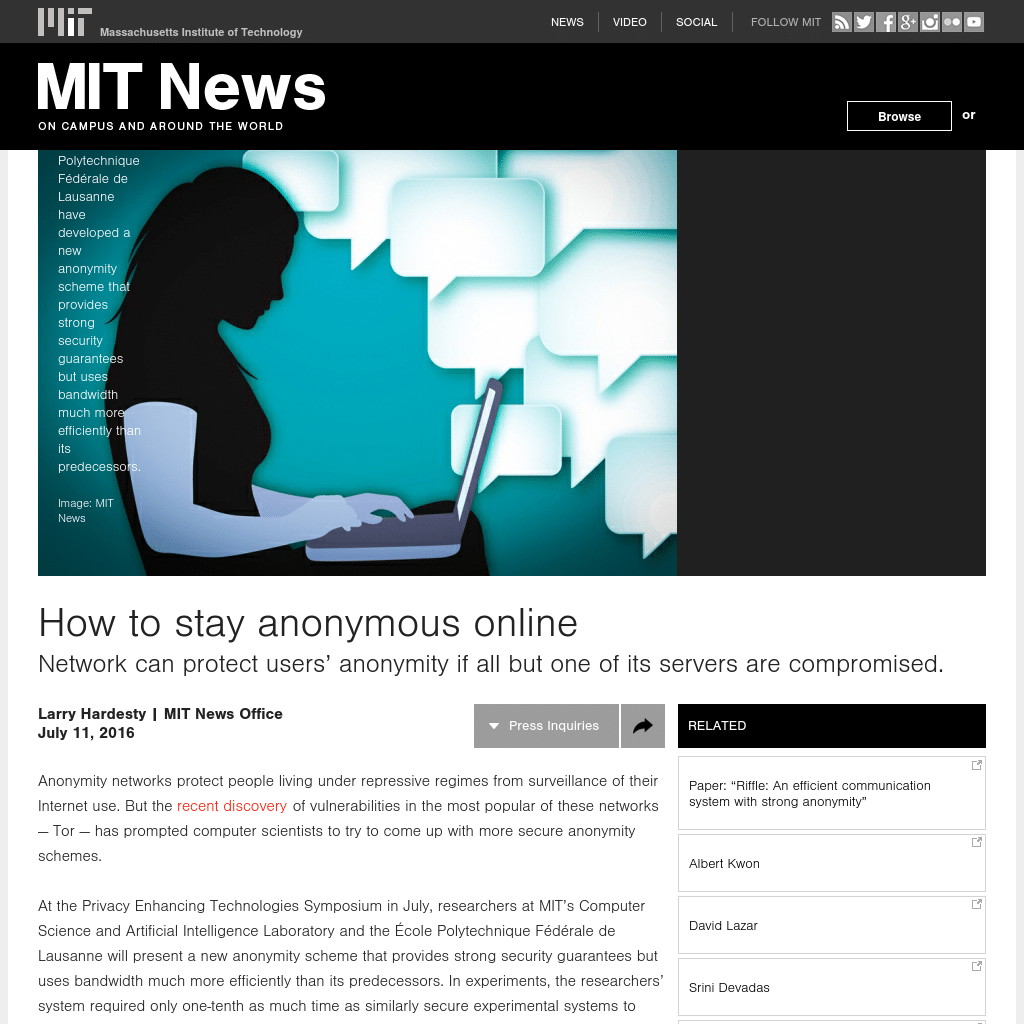 Massachusetts Institute of Technology
NEWS
VIDEO
SOCIAL
FOLLOW MIT
MIT News
ON CAMPUS AND AROUND THE WORLD
Browse
or
Polytechnique
Fédérale de
Lausanne
have
developed a
new
anonymity
scheme that
provides
strong
security
guarantees
but uses
bandwidth
much more
efficiently than
its
predecessors.
Image: MIT
News
How to stay anonymous online
Network can protect users’ anonymity if all but one of its servers are compromised.
Larry Hardesty | MIT News Office
July 11, 2016
Press Inquiries
Anonymity networks protect people living under repressive regimes from surveillance of their
Internet use. But the recent discovery of vulnerabilities in the most popular of these networks
— Tor — has prompted computer scientists to try to come up with more secure anonymity
schemes.
At the Privacy Enhancing Technologies Symposium in July, researchers at MIT’s Computer
Science and Artificial Intelligence Laboratory and the École Polytechnique Fédérale de
Lausanne will present a new anonymity scheme that provides strong security guarantees but
uses bandwidth much more efficiently than its predecessors. In experiments, the researchers’
system required only one-tenth as much time as similarly secure experimental systems to
RELATED
Paper: “Riffle: An efficient communication
system with strong anonymity”
Albert Kwon
David Lazar
Srini Devadas